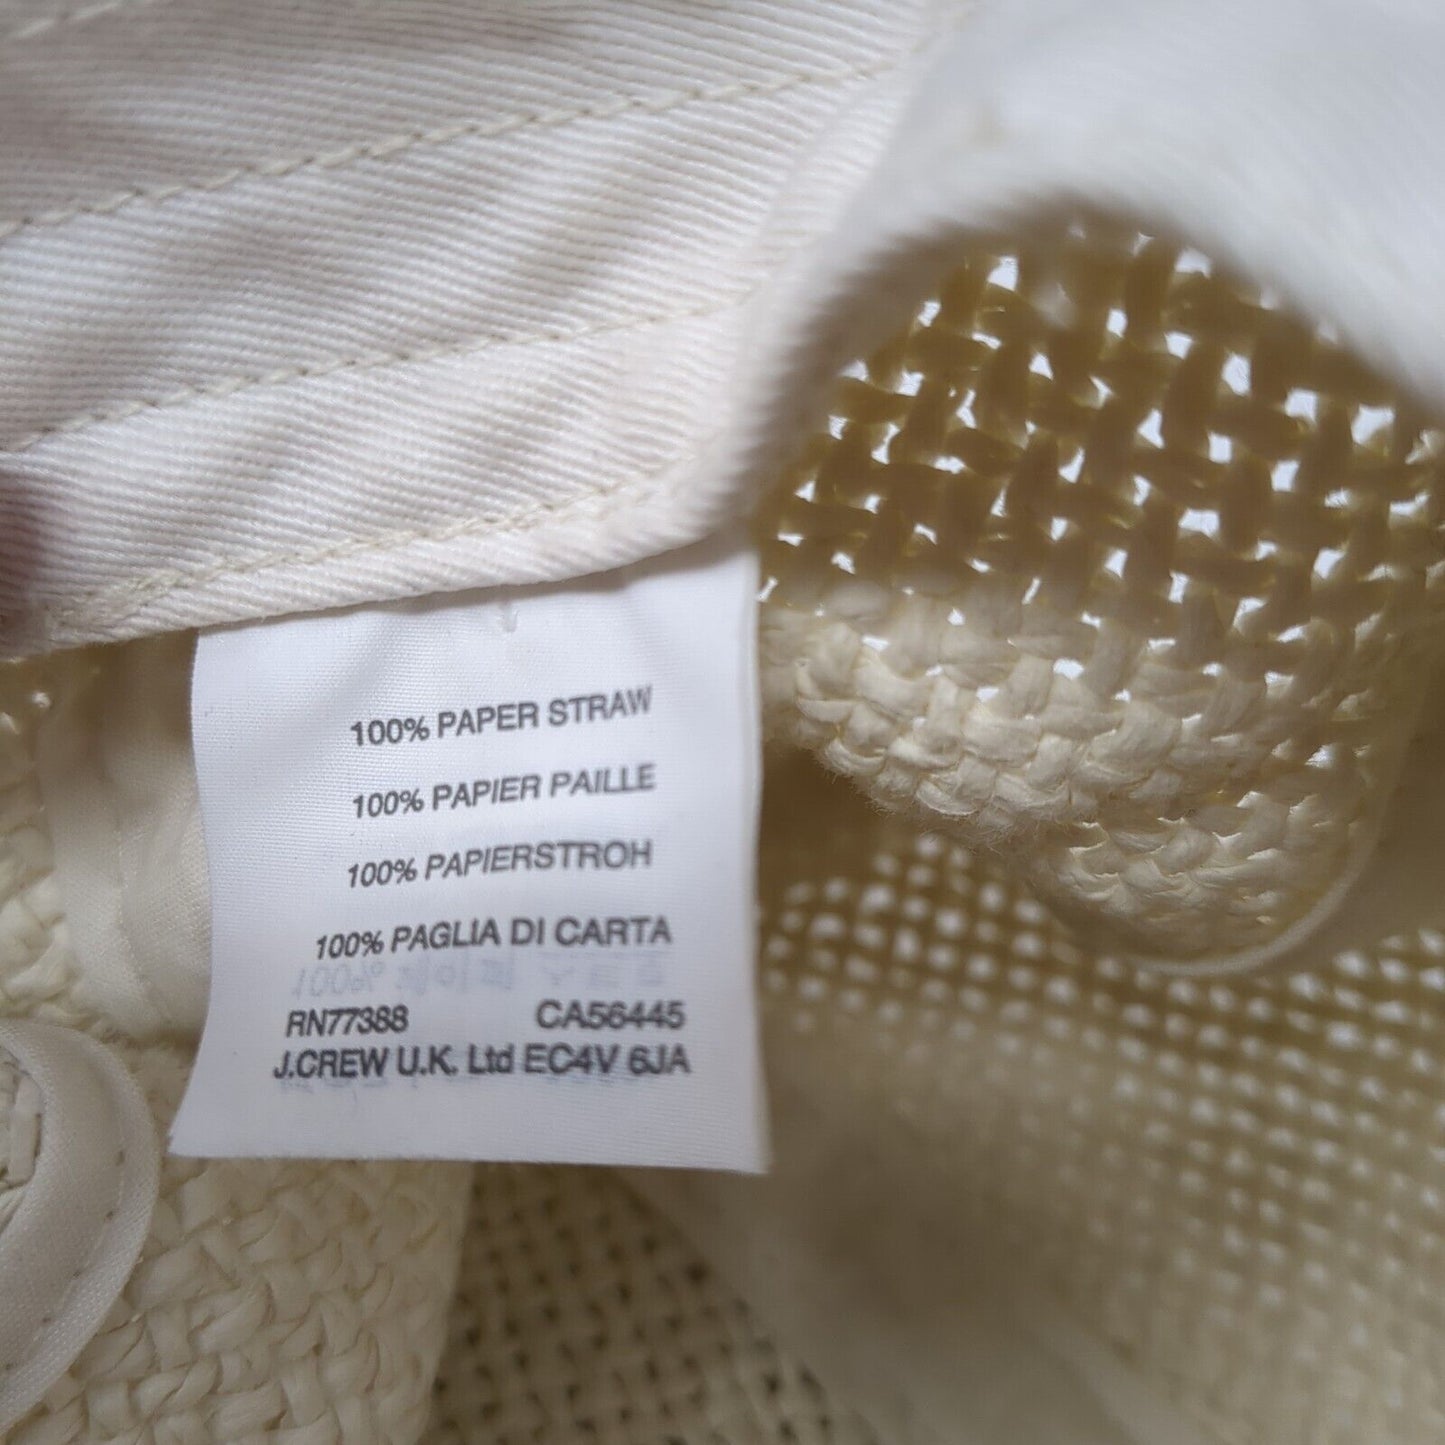 100% PAPER STRAW
100% PAPIER PAILLE
100% PAPIERSTROH
100% PAGLIA DI CARTA
RN77388 CA56445
J.CREW U.K. Ltd EC4V 6JA